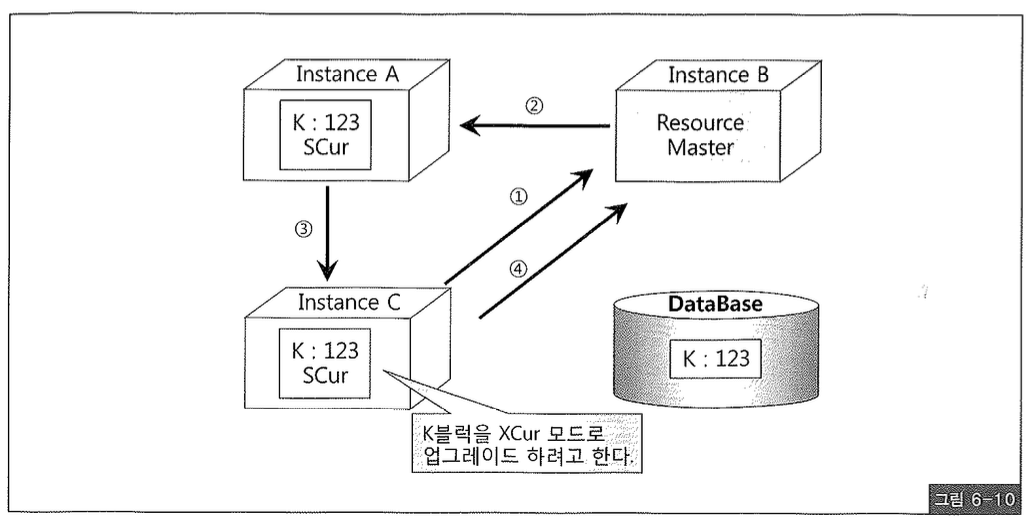 Instance A
K : 123
SCur
②
Instance B
Resource
Master
①
③
④
Instance C
K : 123
SCur
DataBase
K : 123
K블럭을 XCur 모드로
업그레이드 하려고 한다.
그림 6-10